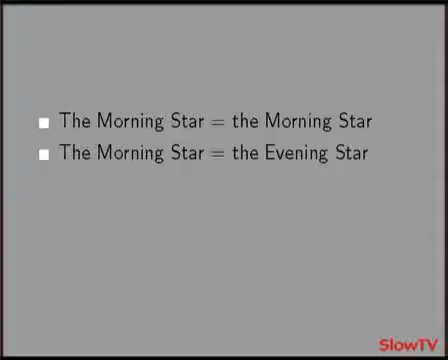 The Morning Star = the Morning Star
The Morning Star = the Evening Star
SlowTV